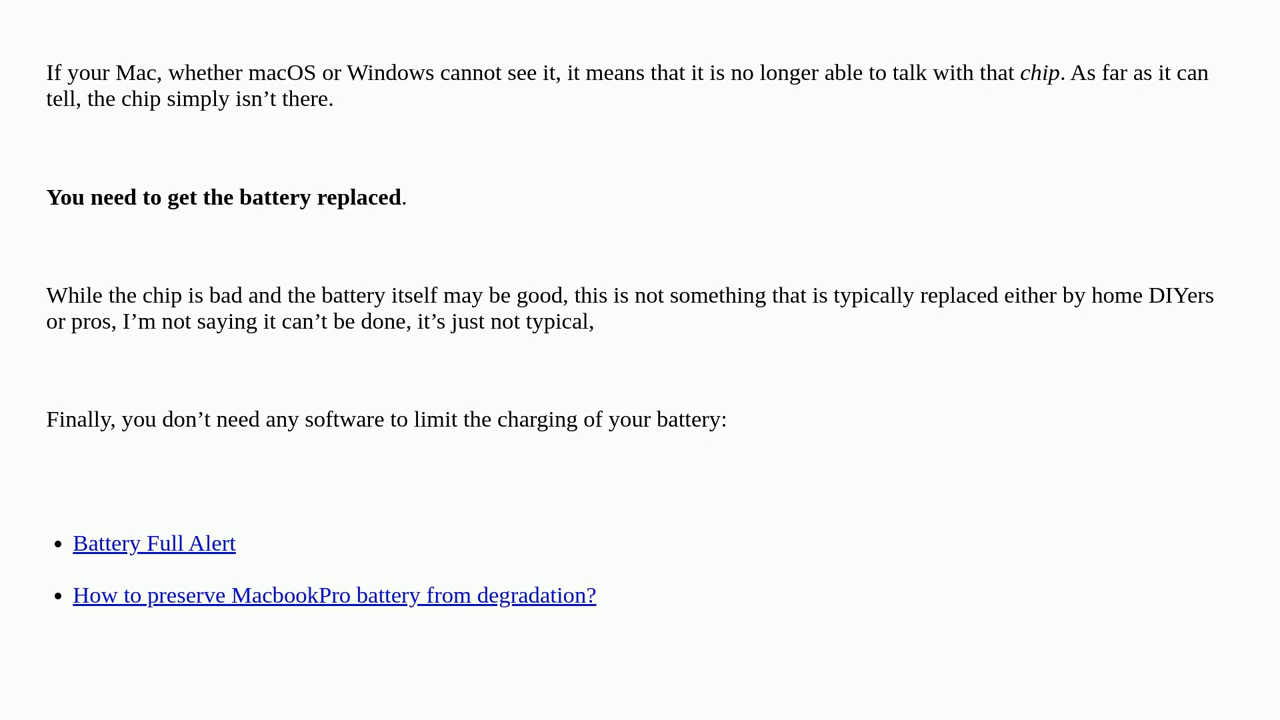 If your Mac, whether macOS or Windows cannot see it, it means that it is no longer able to talk with that chip. As far as it can
tell, the chip simply isn’t there.
You need to get the battery replaced.
While the chip is bad and the battery itself may be good, this is not something that is typically replaced either by home DIYers
or pros, I’m not saying it can’t be done, it’s just not typical,
Finally, you don’t need any software to limit the charging of your battery:
• Battery Full Alert
• How to preserve MacbookPro battery from degradation?